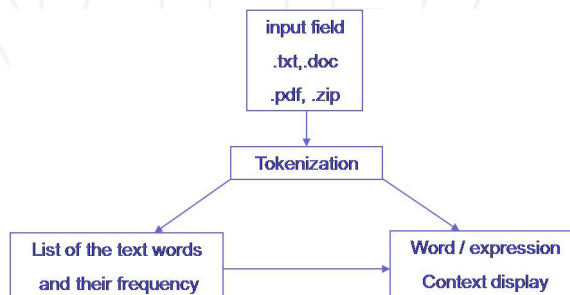 input field
.txt,.doc
.pdf, .zip
Tokenization
List of the text words
and their frequency
Word / expression
Context display